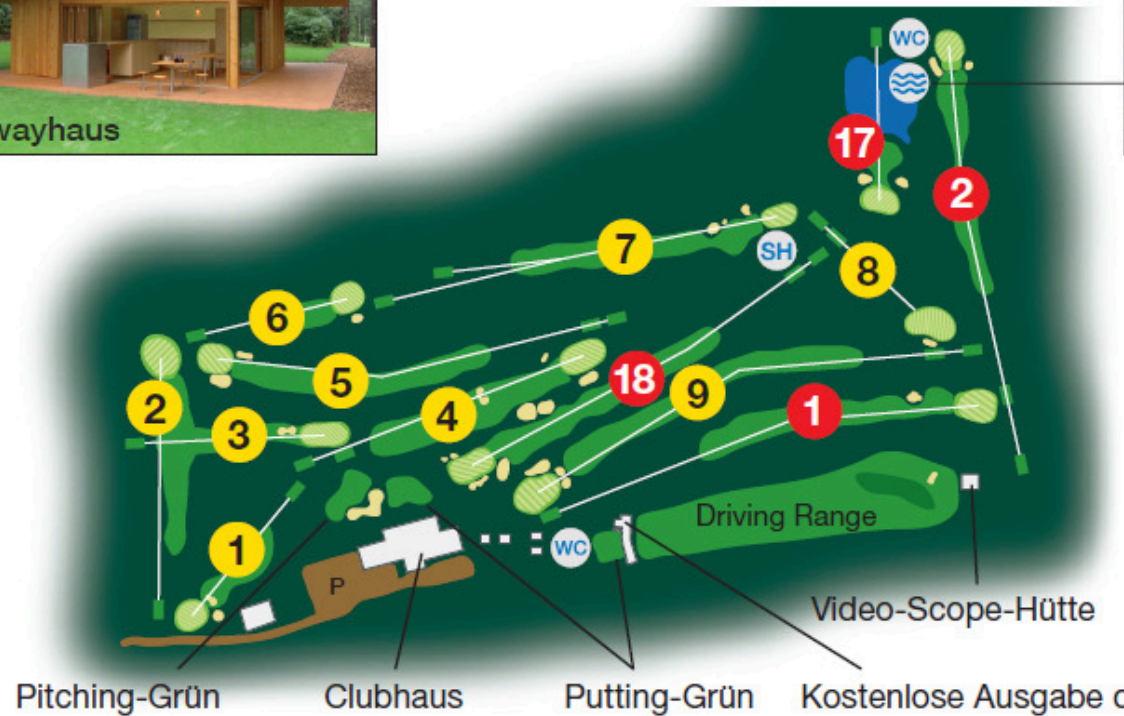 wayhaus
WC
17
2
7
SH
8
6
5
18
9
2
4
1
3
Driving Range
1
WC
P
Video-Scope-Hütte
Pitching-Grün
Clubhaus
Putting-Grün
Kostenlose Ausgabe